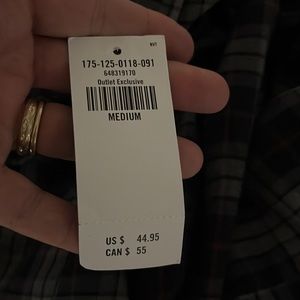 175-125-0118-091
648319170
Outlet Exclusive
MEDIUM
US $ 44.95
CAN $ 55